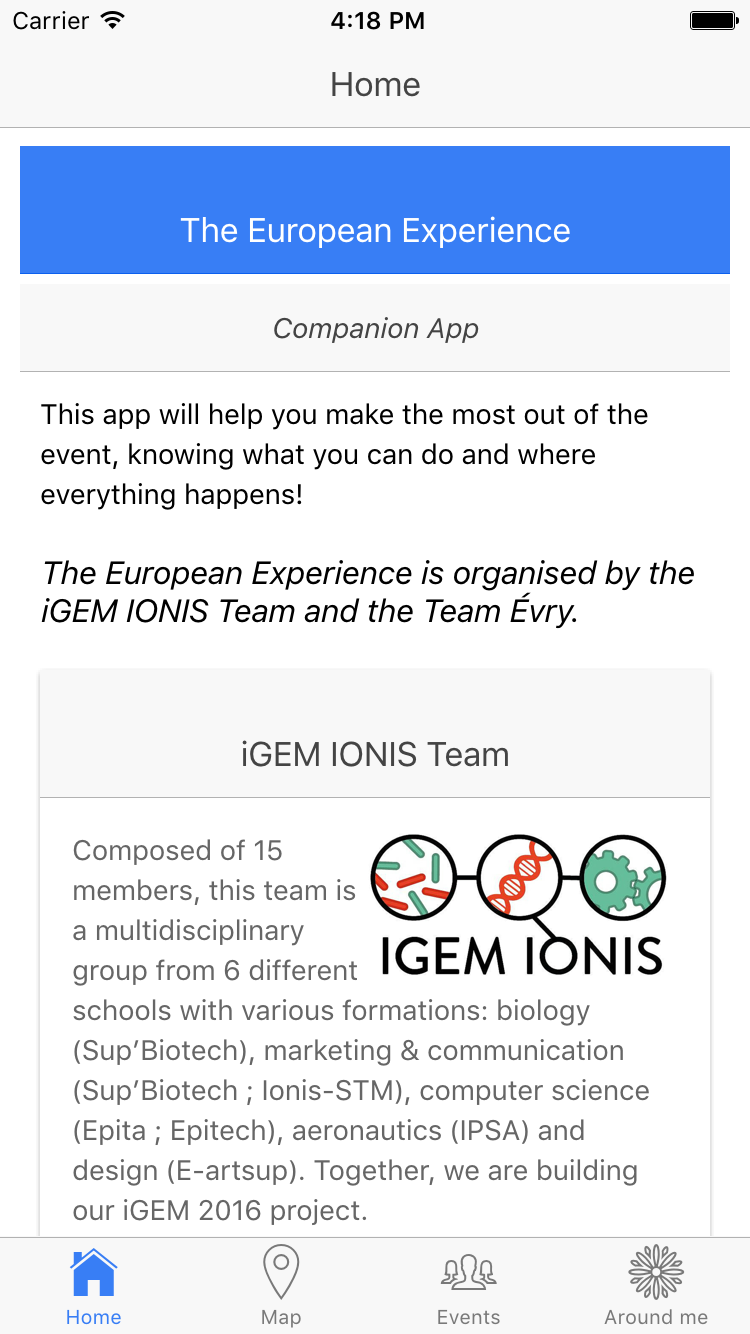 Carrier 4:18 PM
Home
The European Experience
Companion App
This app will help you make the most out of the
event, knowing what you can do and where
everything happens!
The European Experience is organised by the
iGEM IONIS Team and the Team Évry.
iGEM IONIS Team
Composed of 15
members, this team is
a multidisciplinary
group from 6 different
IGEM IONIS
schools with various formations: biology
(Sup’Biotech), marketing & communication
(Sup’Biotech ; Ionis-STM), computer science
(Epita ; Epitech), aeronautics (IPSA) and
design (E-artsup). Together, we are building
our iGEM 2016 project.
Home Map Events Around me